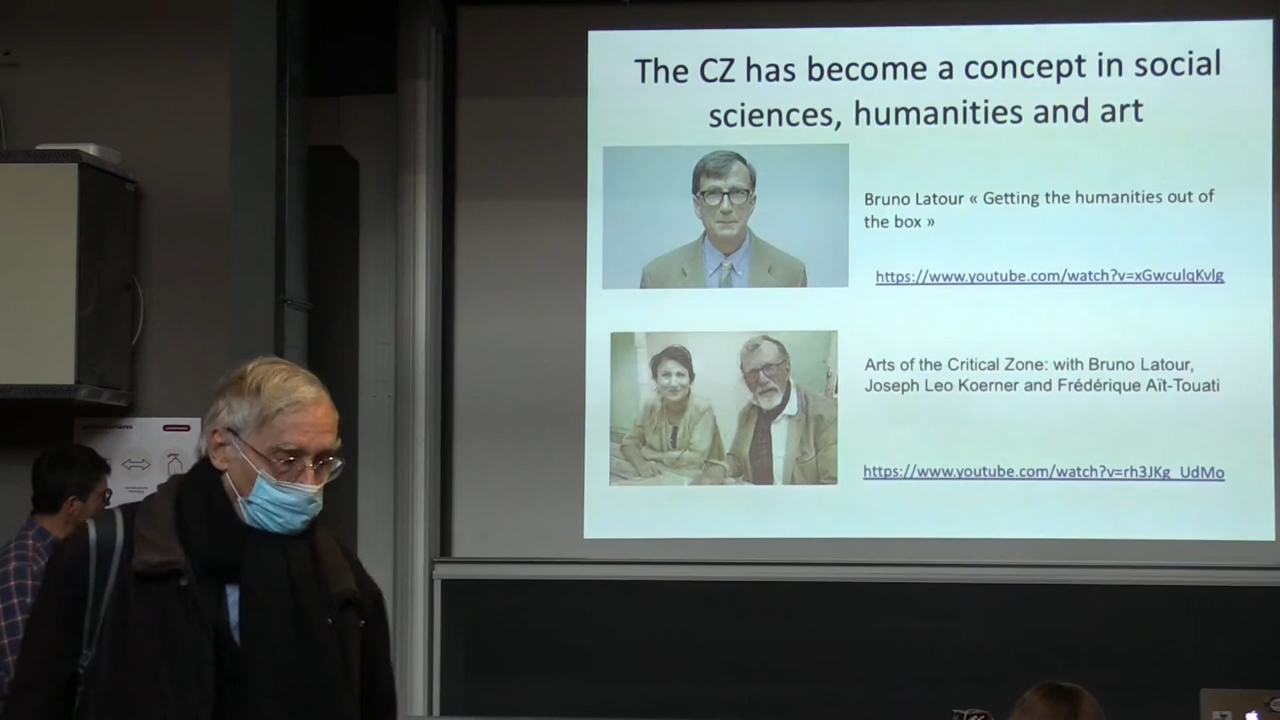 The CZ has become a concept in social
sciences, humanities and art
Bruno Latour « Getting the humanities out of
the box »
https://www.youtube.com/watch?v=xGwculqKvlg
Arts of the Critical Zone: with Bruno Latour,
Joseph Leo Koerner and Frédérique Aït-Touati
https://www.youtube.com/watch?v=rh3JKg_UdMo